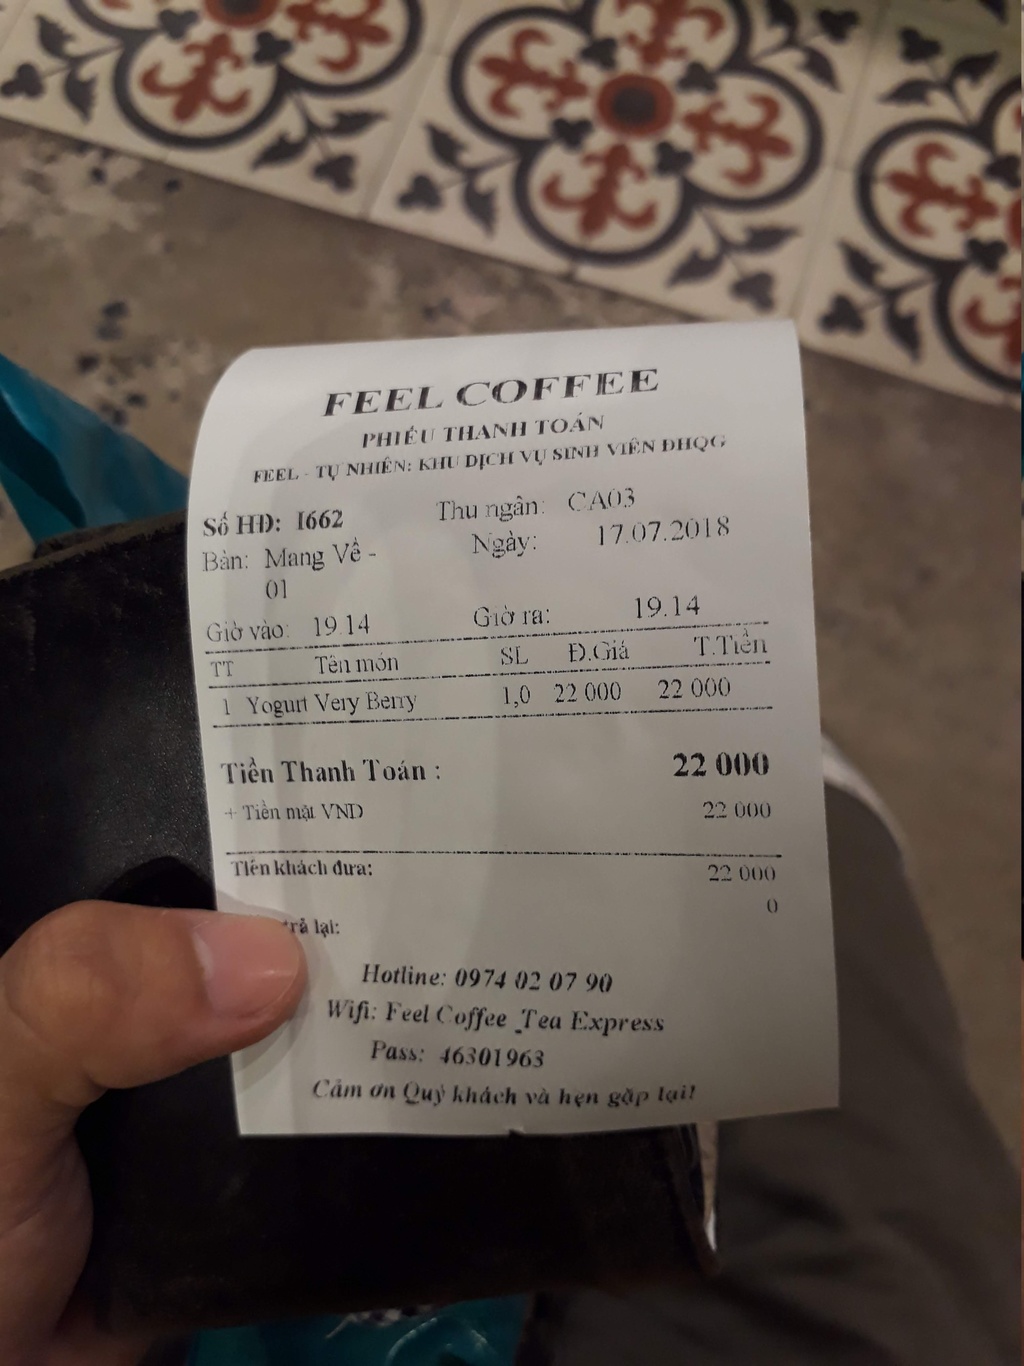 FEEL COFFEE
PHIẾU THANH TOÁN
FEEL - TỰ NHIÊN: KHU DỊCH VỤ SINH VIÊN ĐHQG
Số HĐ: I662 Thu ngân: CA03
Bàn: Mang Về - 01 Ngày: 17.07.2018
Giờ vào: 19.14 Giờ ra: 19.14
TT Tên món SL Đ.Giá T.Tiền
1 Yogurt Very Berry 1,0 22 000 22 000
Tiền Thanh Toán : 22 000
+ Tiền mặt VND 22 000
Tiền khách đưa: 22 000
trả lại: 0
Hotline: 0974 02 07 90
Wifi: Feel Coffee _Tea Express
Pass: 46301963
Cảm ơn Quý khách và hẹn gặp lại!